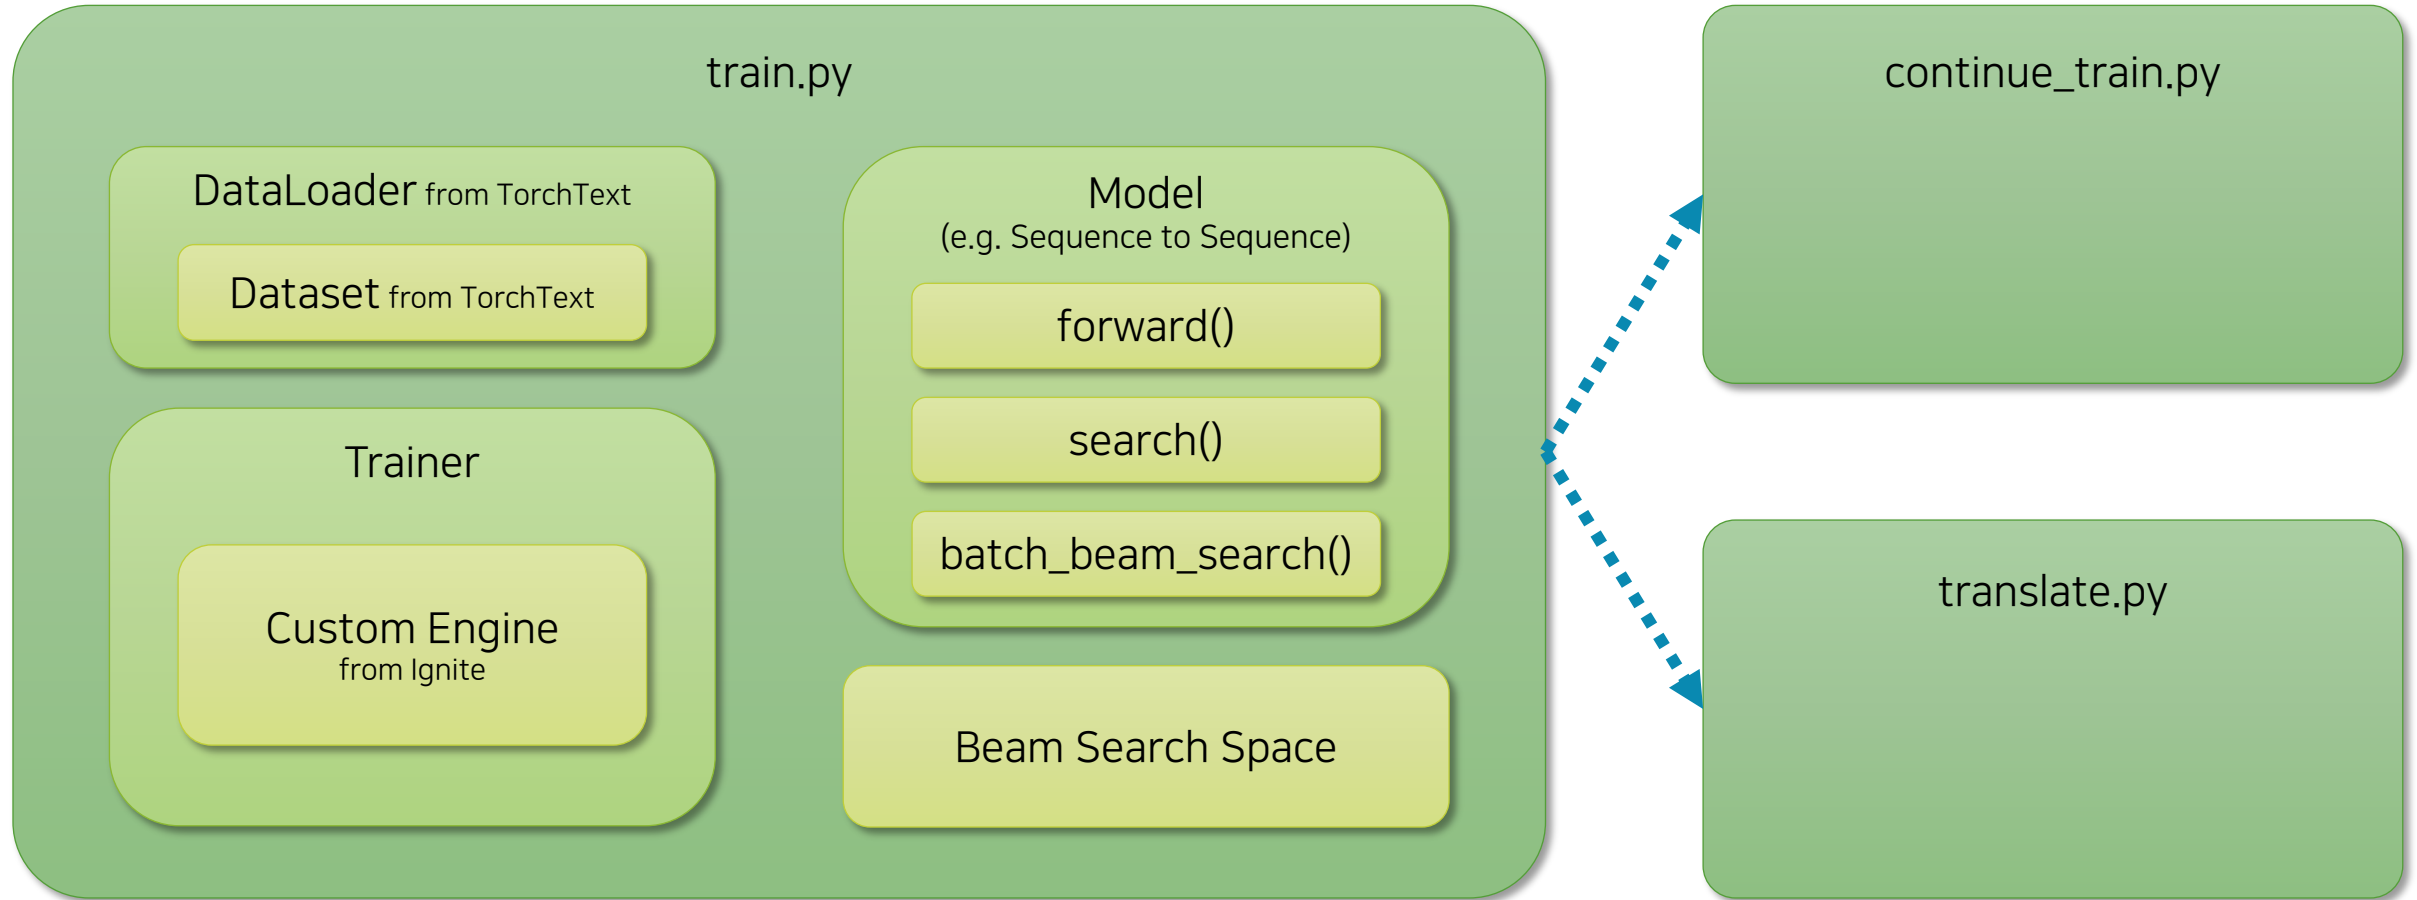 train.py
DataLoader from TorchText
Dataset from TorchText
Trainer
Custom Engine
from Ignite
Model
(e.g. Sequence to Sequence)
forward()
search()
batch_beam_search()
Beam Search Space
continue_train.py
translate.py